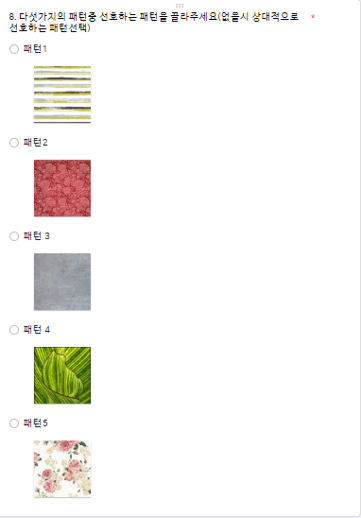 8. 다섯가지의 패턴중 선호하는 패턴을 골라주세요(없을시 상대적으로 *
선호하는 패턴선택)
패턴1
패턴2
패턴 3
패턴 4
패턴5